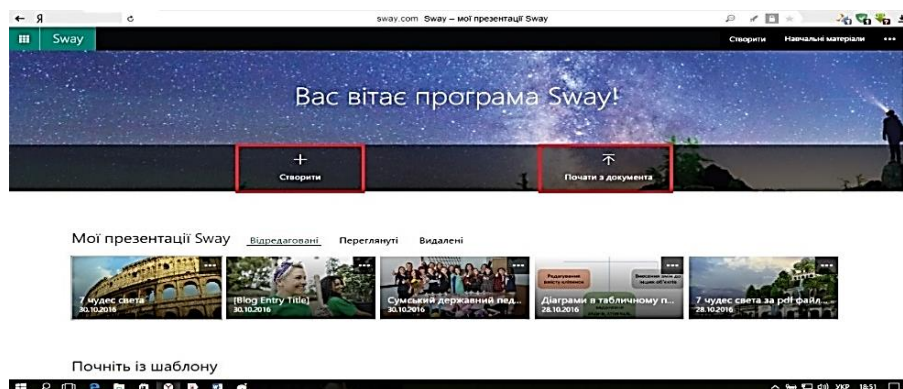 Я sway.com Sway – мої презентації Sway
Sway Створити Навчальні матеріали
Вас вітає програма Sway!
Створити
Почати з документа
Мої презентації Sway Відредаговані Переглянуті Видалені
7 чудес света
30.10.2016
[Blog Entry Title]
30.10.2016
Сумський державний пед...
30.10.2016
Діаграми в табличному п...
28.10.2016
7 чудес света за pdf файл...
28.10.2016
Почніть із шаблону
УКР 18:51